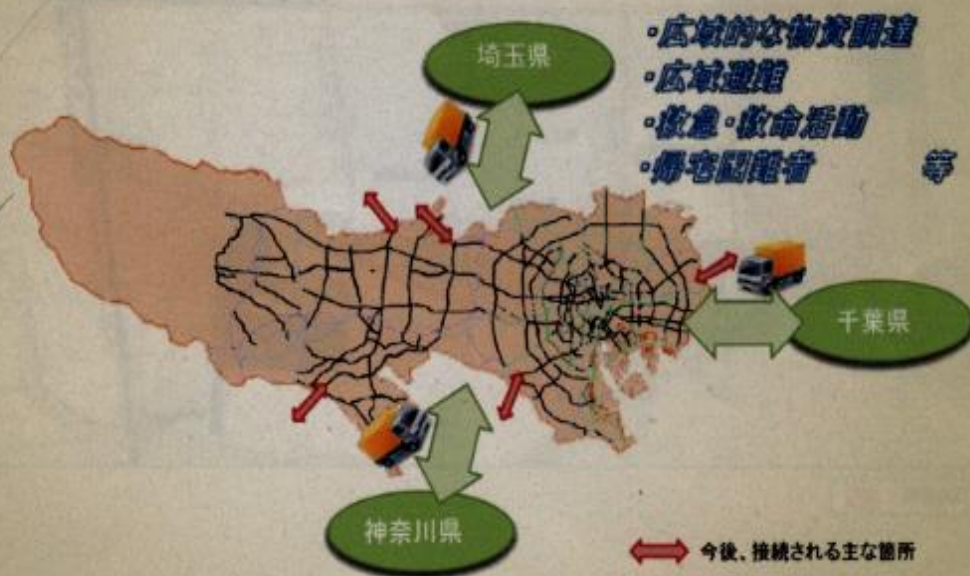 埼玉県
・広域的な物資調達
・広域避難
・救急・救命活動
・帰宅困難者 等
千葉県
神奈川県
今後、接続される主な箇所